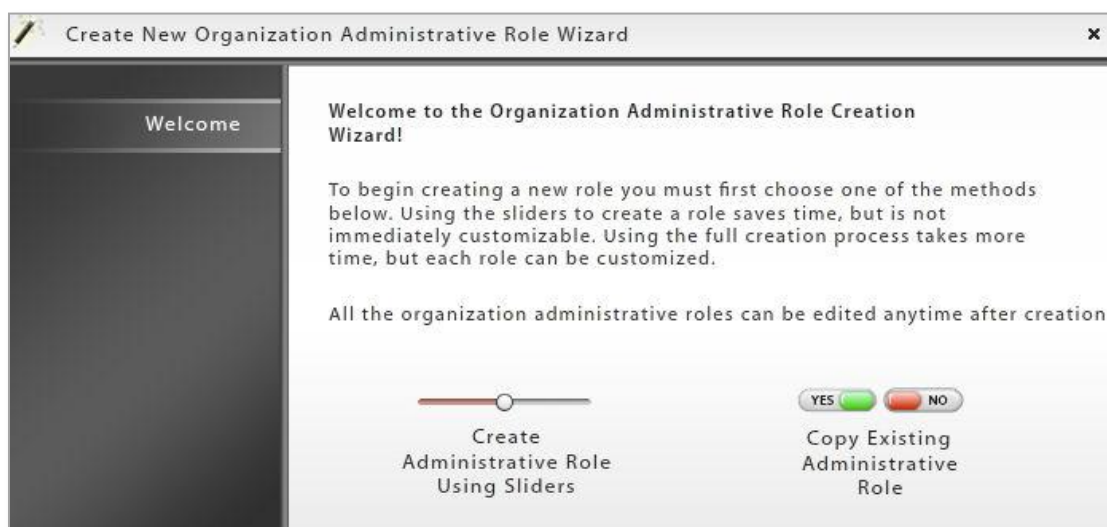 Create New Organization Administrative Role Wizard
Welcome
Welcome to the Organization Administrative Role Creation
Wizard!
To begin creating a new role you must first choose one of the methods
below. Using the sliders to create a role saves time, but is not
immediately customizable. Using the full creation process takes more
time, but each role can be customized.
All the organization administrative roles can be edited anytime after creation
YES NO
Create
Administrative Role
Using Sliders
Copy Existing
Administrative
Role